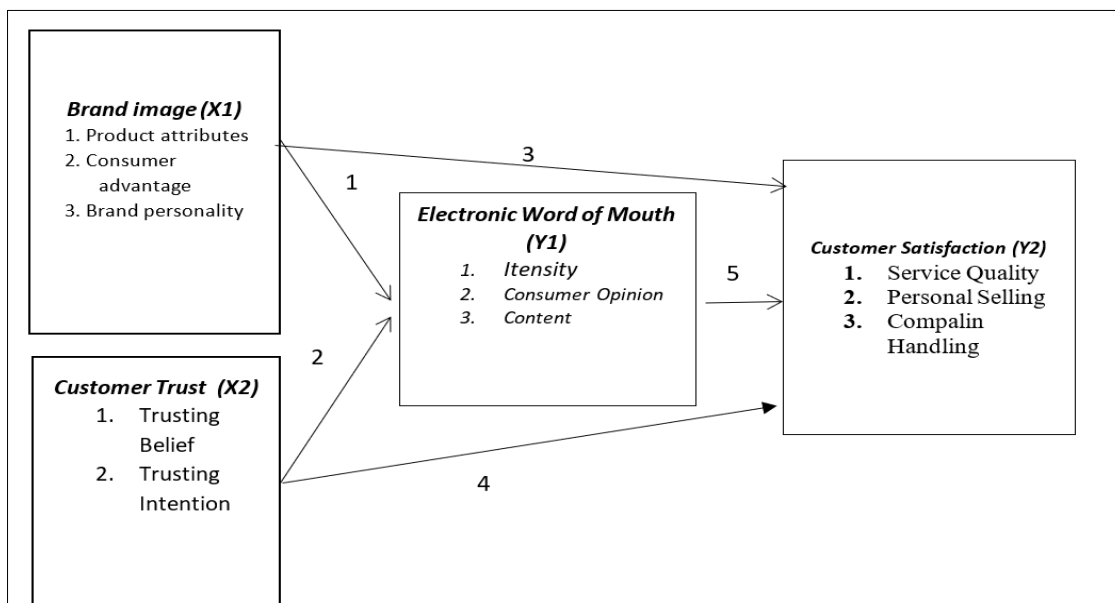 Brand image (X1)
1. Product attributes
2. Consumer
advantage
3. Brand personality
3
1
Electronic Word of Mouth
(Y1)
1. Itensity
2. Consumer Opinion
3. Content
5
Customer Satisfaction (Y2)
1. Service Quality
2. Personal Selling
3. Compalin
Handling
2
Customer Trust (X2)
1. Trusting
Belief
2. Trusting
Intention
4